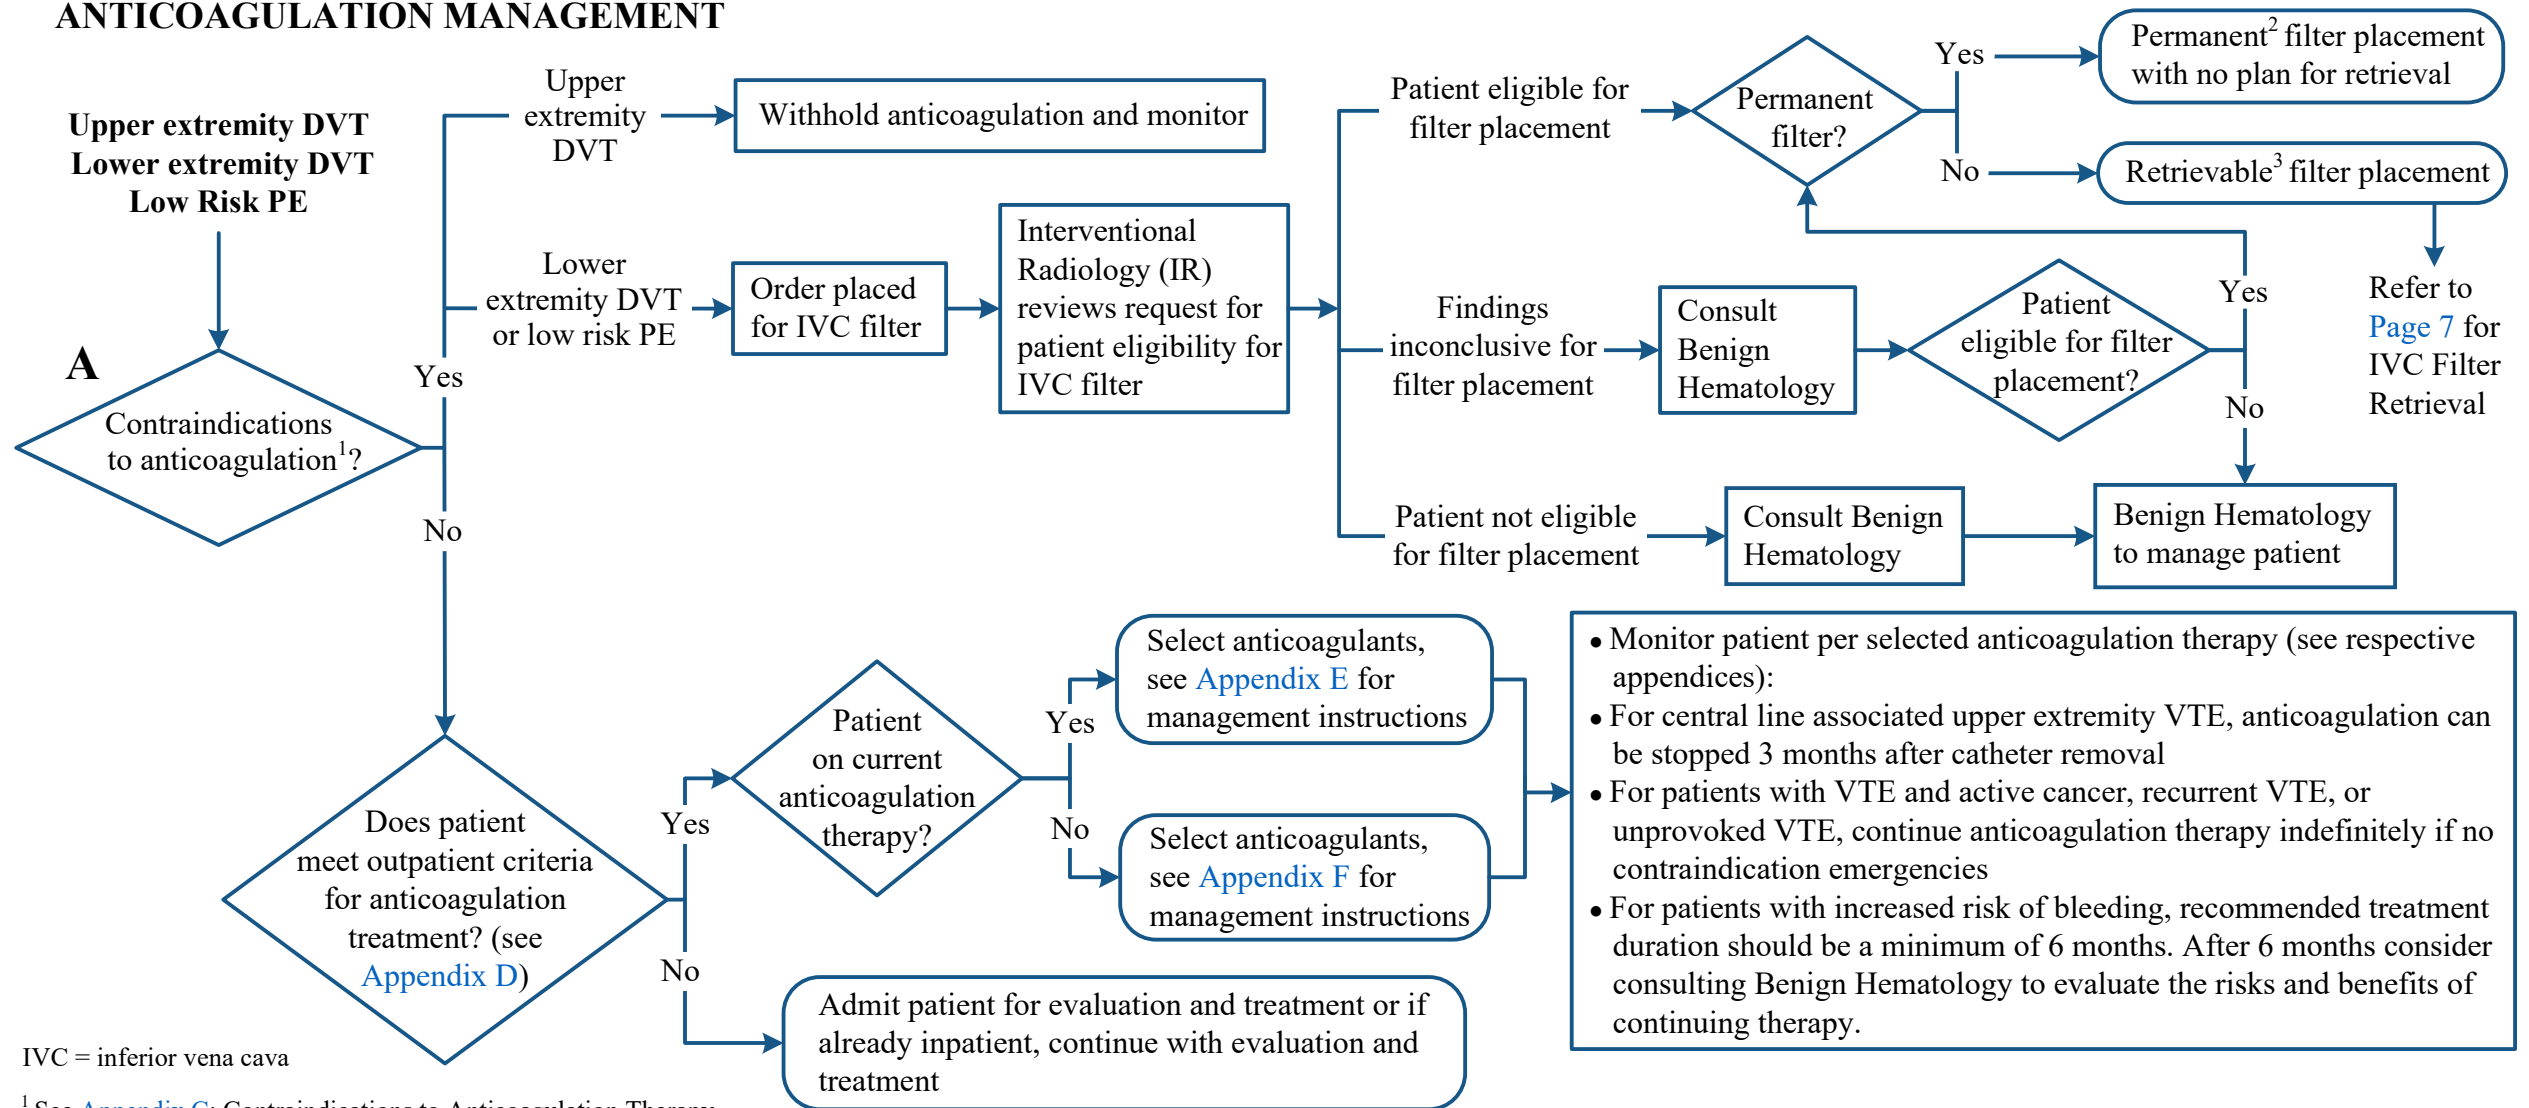 ANTICOAGULATION MANAGEMENT
Upper extremity DVT
Lower extremity DVT
Low Risk PE
A
Contraindications
to anticoagulation¹?
Yes
No
Upper
extremity
DVT
Withhold anticoagulation and monitor
Lower
extremity DVT
or low risk PE
Order placed
for IVC filter
Interventional
Radiology (IR)
reviews request for
patient eligibility for
IVC filter
Patient eligible for
filter placement
Permanent
filter?
Yes
Permanent² filter placement
with no plan for retrieval
No
Retrievable³ filter placement
Refer to
Page 7 for
IVC Filter
Retrieval
Findings
inconclusive for
filter placement
Consult
Benign
Hematology
Patient
eligible for filter
placement?
Yes
No
Patient not eligible
for filter placement
Consult Benign
Hematology
Benign Hematology
to manage patient
Does patient
meet outpatient criteria
for anticoagulation
treatment? (see
Appendix D)
Yes
No
Patient
on current
anticoagulation
therapy?
Yes
No
Select anticoagulants,
see Appendix E for
management instructions
Select anticoagulants,
see Appendix F for
management instructions
Admit patient for evaluation and treatment or if
already inpatient, continue with evaluation and
treatment
● Monitor patient per selected anticoagulation therapy (see respective
appendices):
● For central line associated upper extremity VTE, anticoagulation can
be stopped 3 months after catheter removal
● For patients with VTE and active cancer, recurrent VTE, or
unprovoked VTE, continue anticoagulation therapy indefinitely if no
contraindication emergencies
● For patients with increased risk of bleeding, recommended treatment
duration should be a minimum of 6 months. After 6 months consider
consulting Benign Hematology to evaluate the risks and benefits of
continuing therapy.
IVC = inferior vena cava
¹ See Appendix C: Contraindications to Anticoagulation Therapy